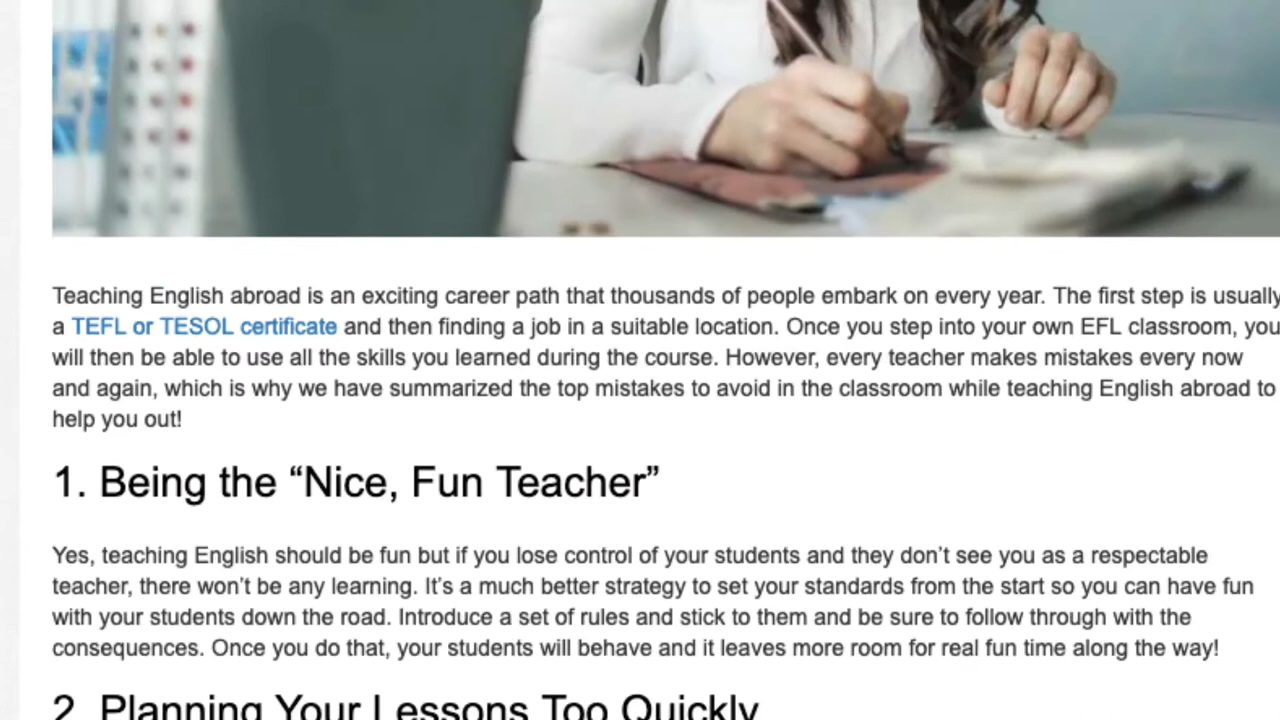 Teaching English abroad is an exciting career path that thousands of people embark on every year. The first step is usually
a TEFL or TESOL certificate and then finding a job in a suitable location. Once you step into your own EFL classroom, you
will then be able to use all the skills you learned during the course. However, every teacher makes mistakes every now
and again, which is why we have summarized the top mistakes to avoid in the classroom while teaching English abroad to
help you out!
1. Being the “Nice, Fun Teacher”
Yes, teaching English should be fun but if you lose control of your students and they don’t see you as a respectable
teacher, there won’t be any learning. It’s a much better strategy to set your standards from the start so you can have fun
with your students down the road. Introduce a set of rules and stick to them and be sure to follow through with the
consequences. Once you do that, your students will behave and it leaves more room for real fun time along the way!
2. Planning Your Lessons Too Quickly